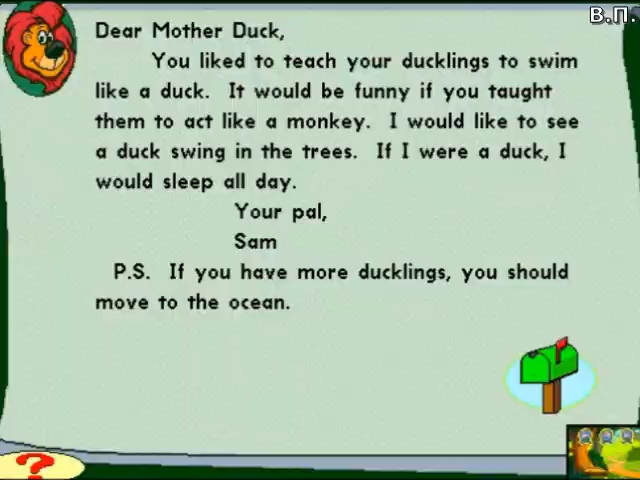 В.П.
Dear Mother Duck,
You liked to teach your ducklings to swim
like a duck. It would be funny if you taught
them to act like a monkey. I would like to see
a duck swing in the trees. If I were a duck, I
would sleep all day.
Your pal,
Sam
P.S. If you have more ducklings, you should
move to the ocean.
?